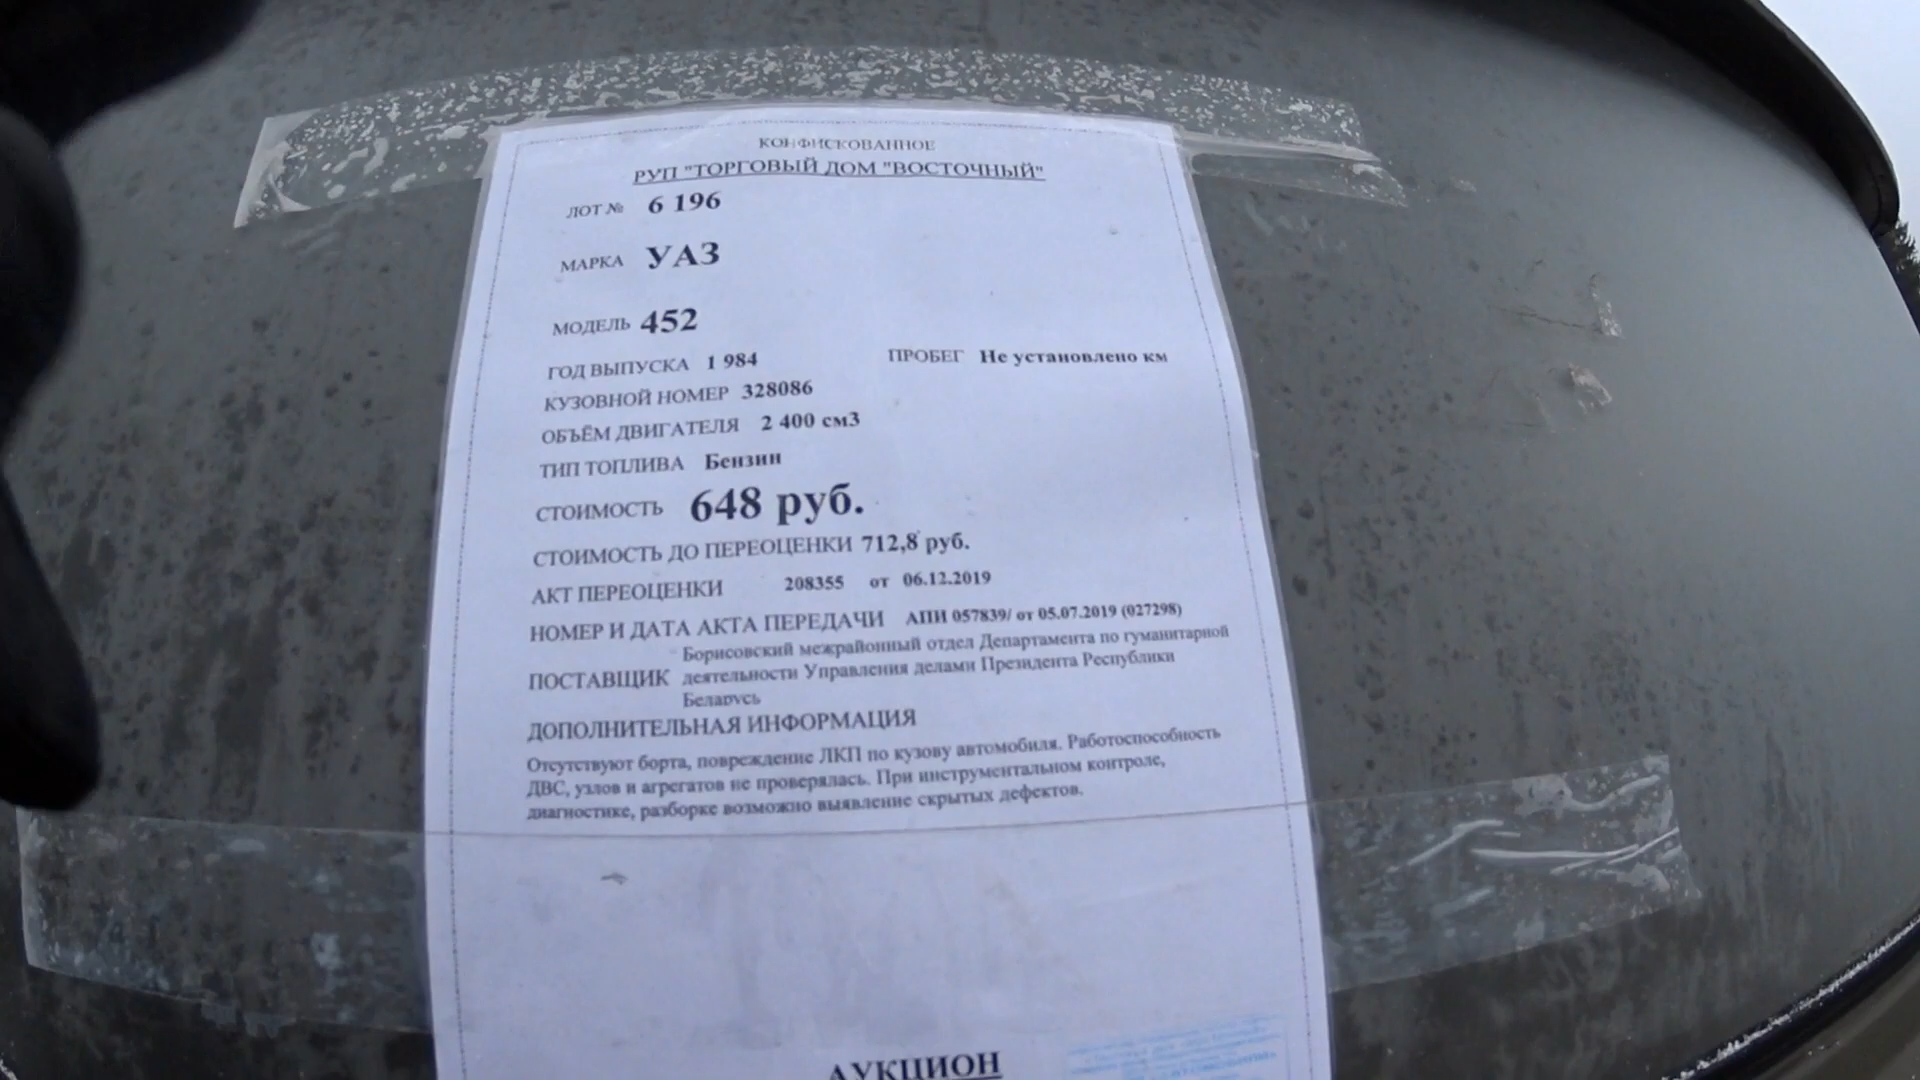 КОНФИСКОВАННОЕ
РУП "ТОРГОВЫЙ ДОМ "ВОСТОЧНЫЙ"
ЛОТ № 6 196
МАРКА УАЗ
МОДЕЛЬ 452
ГОД ВЫПУСКА 1 984 ПРОБЕГ Не установлено км
КУЗОВНОЙ НОМЕР 328086
ОБЪЁМ ДВИГАТЕЛЯ 2 400 см3
ТИП ТОПЛИВА Бензин
СТОИМОСТЬ 648 руб.
СТОИМОСТЬ ДО ПЕРЕОЦЕНКИ 712,8 руб.
АКТ ПЕРЕОЦЕНКИ 208355 от 06.12.2019
НОМЕР И ДАТА АКТА ПЕРЕДАЧИ АПИ 057839/ от 05.07.2019 (027298)
Борисовский межрайонный отдел Департамента по гуманитарной
ПОСТАВЩИК деятельности Управления делами Президента Республики
Беларусь
ДОПОЛНИТЕЛЬНАЯ ИНФОРМАЦИЯ
Отсутствуют борта, повреждение ЛКП по кузову автомобиля. Работоспособность
ДВС, узлов и агрегатов не проверялась. При инструментальном контроле,
диагностике, разборке возможно выявление скрытых дефектов.
АУКЦИОН